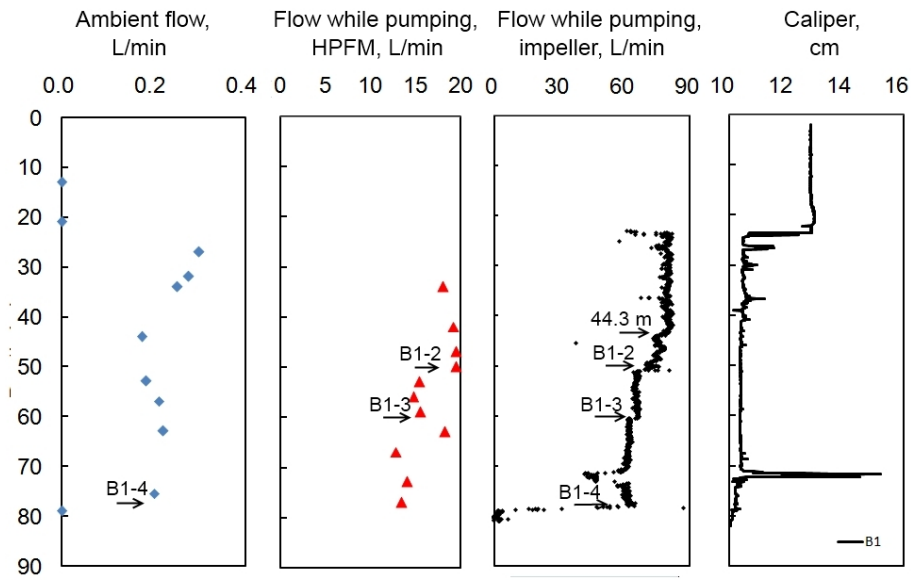 Ambient flow,
L/min
Flow while pumping,
HPFM, L/min
Flow while pumping,
impeller, L/min
Caliper,
cm
0.0 0.2 0.4
0 5 10 15 20
0 30 60 90
10 12 14 16
0
10
20
30
40
50
60
70
80
90
B1-4
B1-2
B1-3
44.3 m
B1-2
B1-3
B1-4
B1